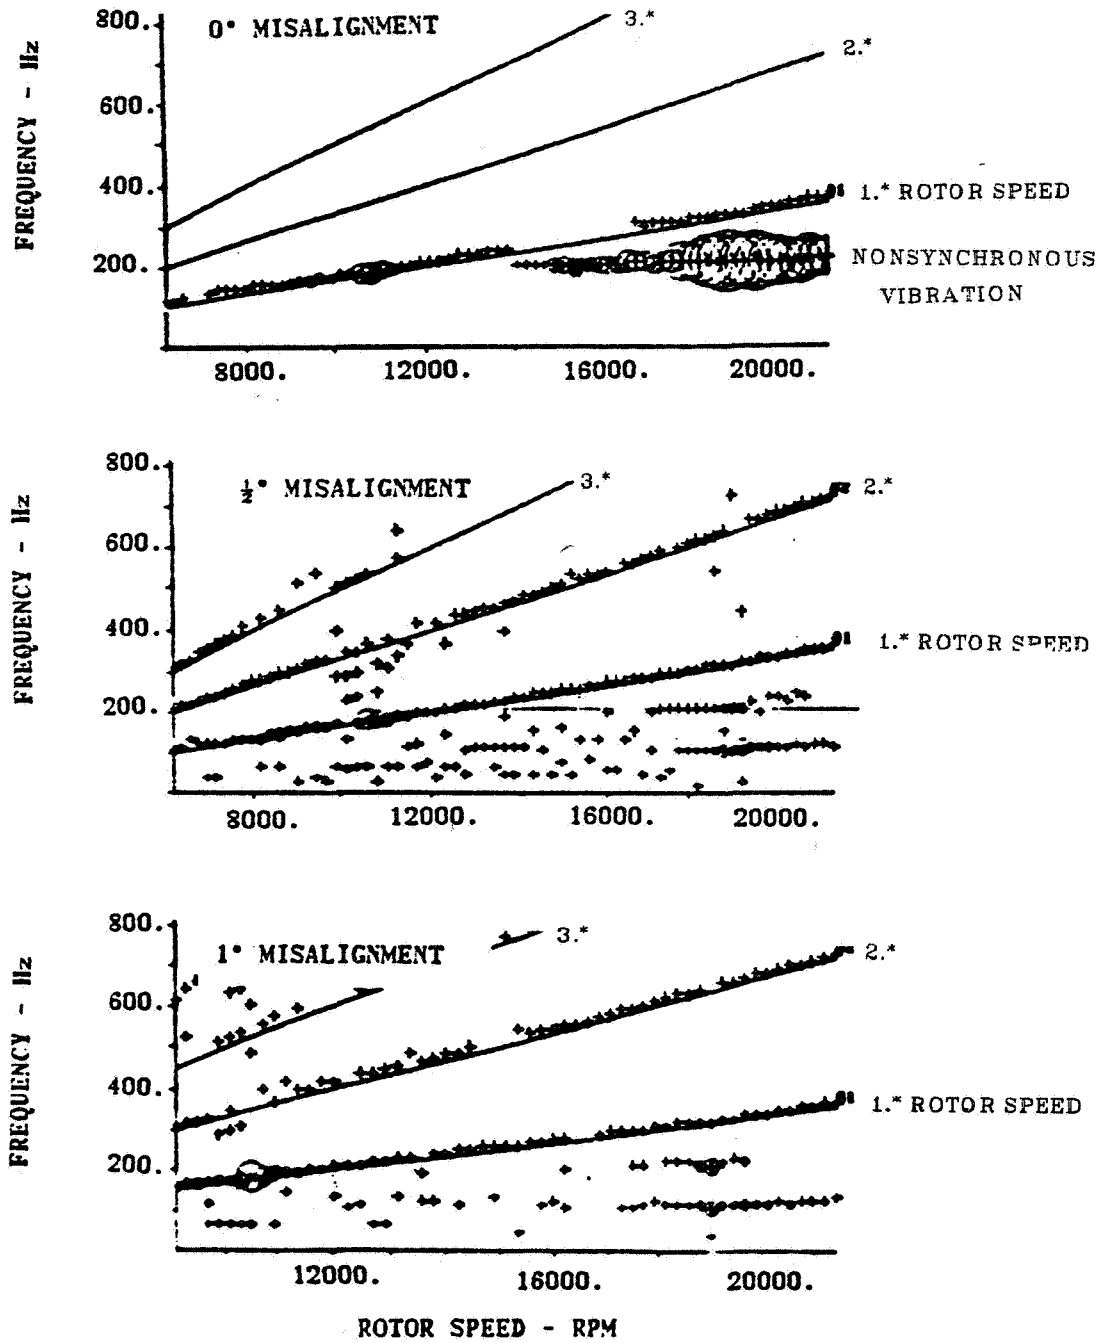 800.
0° MISALIGNMENT
3.*
2.*
600.
FREQUENCY - Hz
400.
1.* ROTOR SPEED
200.
NONSYNCHRONOUS
VIBRATION
8000. 12000. 16000. 20000.
800.
½° MISALIGNMENT
3.*
2.*
600.
FREQUENCY - Hz
400.
1.* ROTOR SPEED
200.
8000. 12000. 16000. 20000.
800.
1° MISALIGNMENT
3.*
2.*
600.
FREQUENCY - Hz
400.
1.* ROTOR SPEED
200.
12000. 16000. 20000.
ROTOR SPEED - RPM